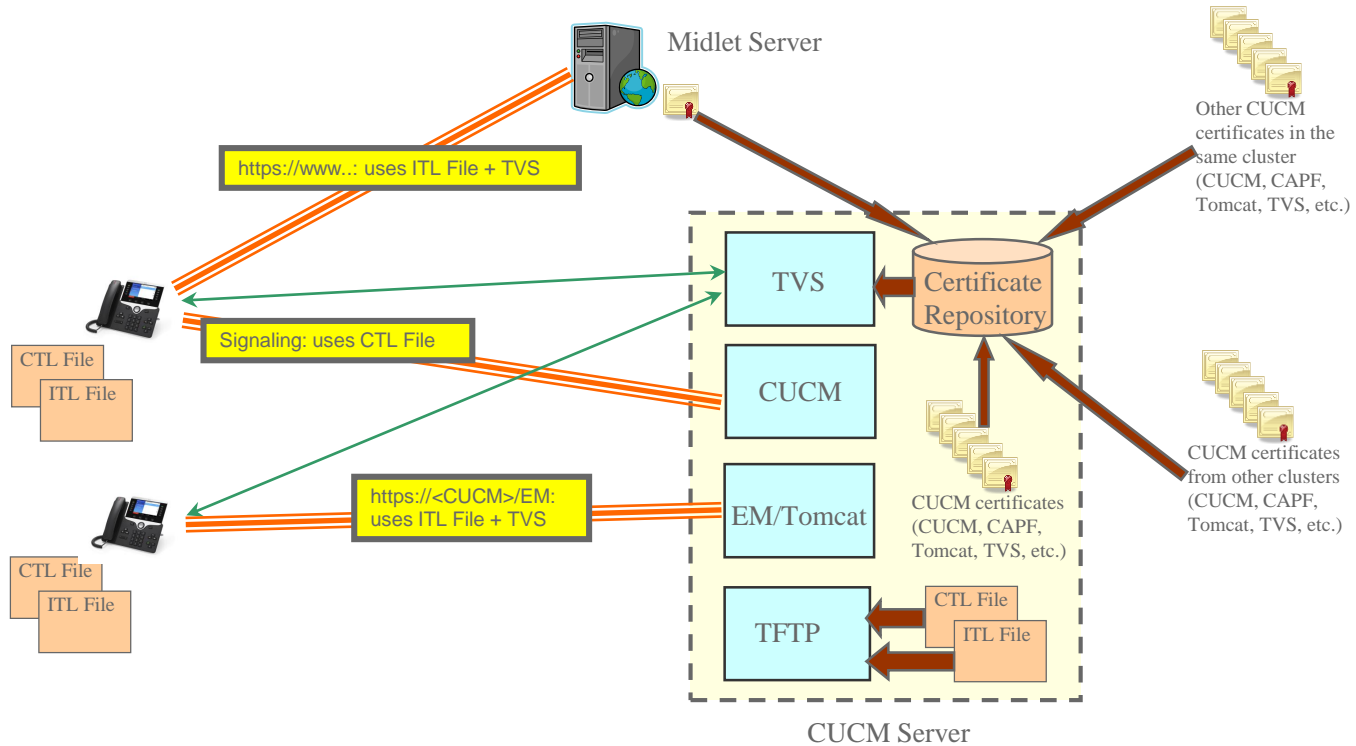 Midlet Server
Other CUCM
certificates in the
same cluster
(CUCM, CAPF,
Tomcat, TVS, etc.)
https://www..: uses ITL File + TVS
TVS
Certificate
Repository
Signaling: uses CTL File
CTL File
ITL File
CUCM
CUCM certificates
from other clusters
(CUCM, CAPF,
Tomcat, TVS, etc.)
https://<CUCM>/EM:
uses ITL File + TVS
EM/Tomcat
CUCM certificates
(CUCM, CAPF,
Tomcat, TVS, etc.)
CTL File
ITL File
TFTP
CTL File
ITL File
CUCM Server